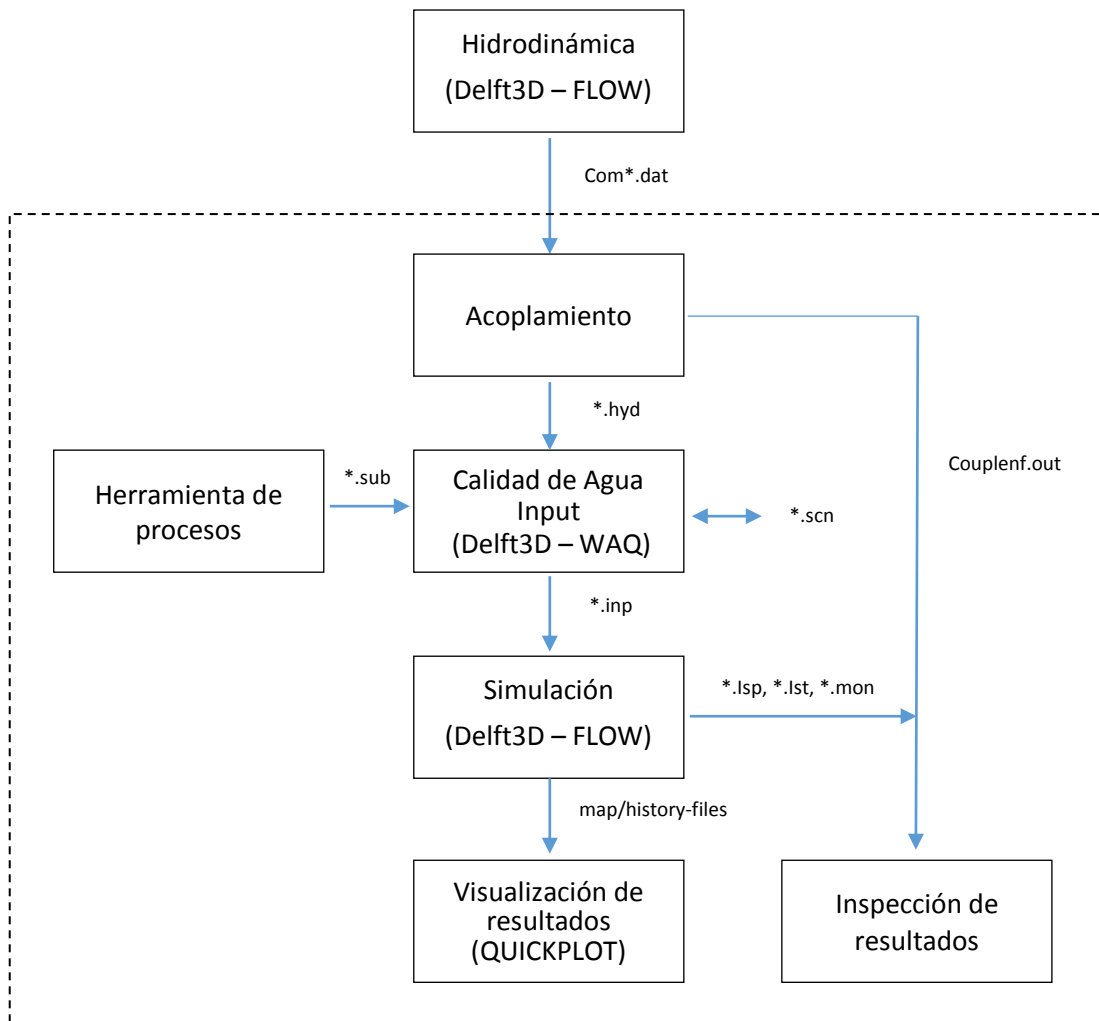 Hidrodinámica
(Delft3D – FLOW)
Com*.dat
Acoplamiento
*.hyd
Couplenf.out
Herramienta de
procesos
*.sub
Calidad de Agua
Input
(Delft3D – WAQ)
*.scn
*.inp
Simulación
(Delft3D – FLOW)
*.lsp, *.lst, *.mon
map/history-files
Visualización de
resultados
(QUICKPLOT)
Inspección de
resultados